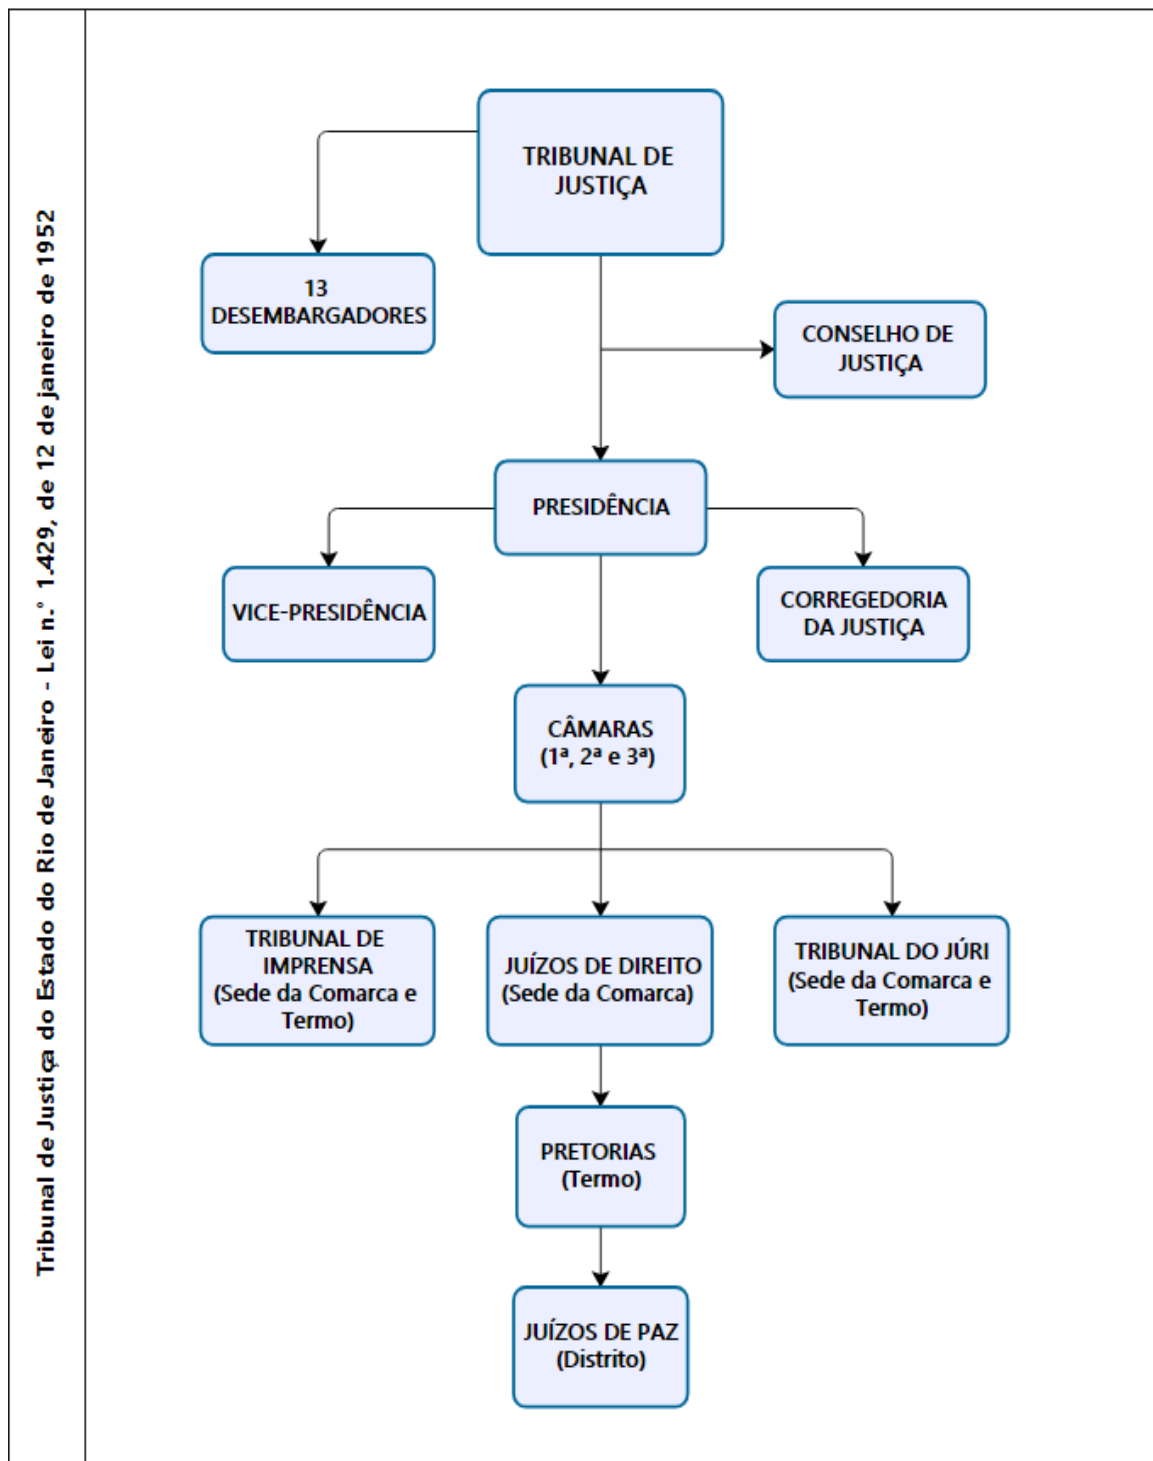 Tribunal de Justiça do Estado do Rio de Janeiro - Lei n.° 1.429, de 12 de janeiro de 1952
TRIBUNAL DE
JUSTIÇA
13
DESEMBARGADORES
CONSELHO DE
JUSTIÇA
PRESIDÊNCIA
VICE-PRESIDÊNCIA
CORREGEDORIA
DA JUSTIÇA
CÂMARAS
(1ª, 2ª e 3ª)
TRIBUNAL DE
IMPRENSA
(Sede da Comarca e
Termo)
JUÍZOS DE DIREITO
(Sede da Comarca)
TRIBUNAL DO JÚRI
(Sede da Comarca e
Termo)
PRETORIAS
(Termo)
JUÍZOS DE PAZ
(Distrito)